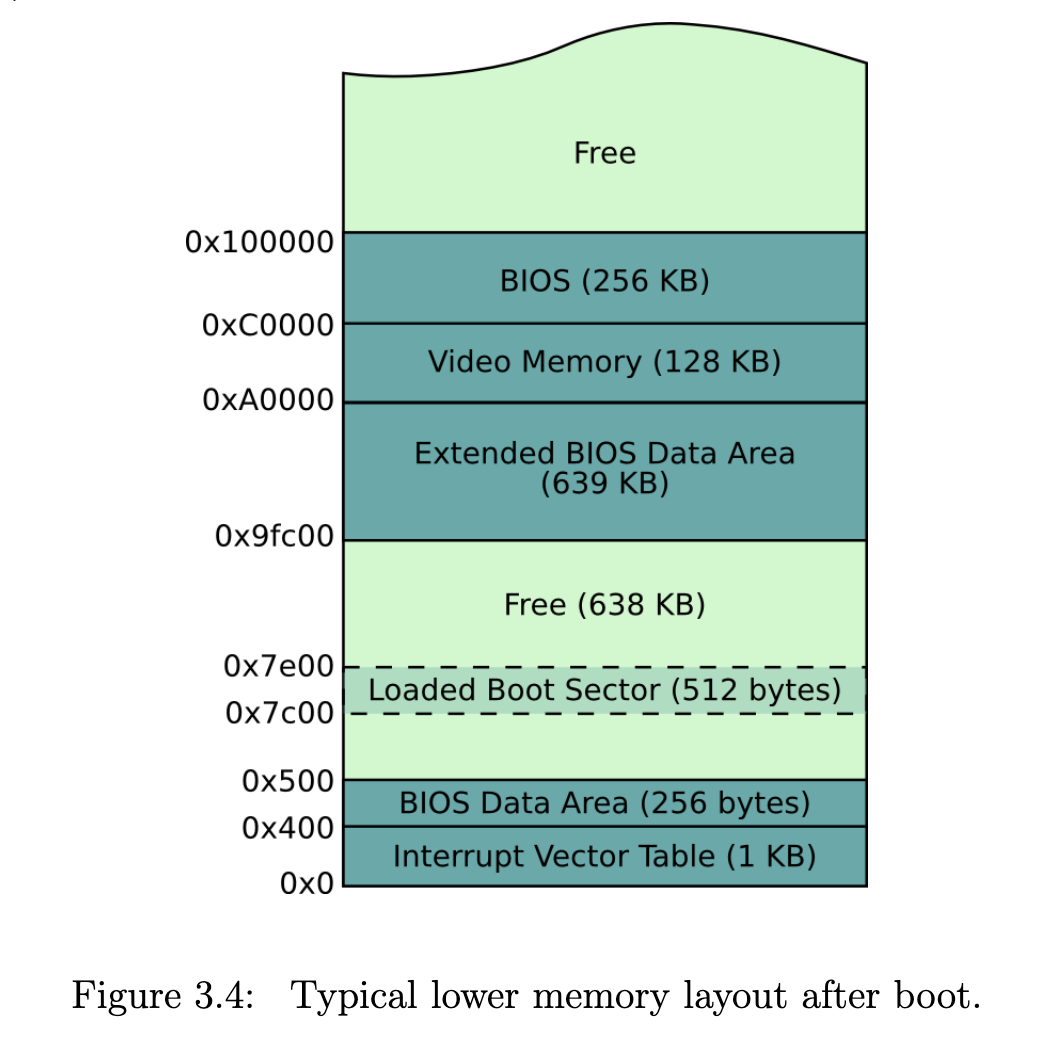 Free
0x100000
BIOS (256 KB)
0xC0000
Video Memory (128 KB)
0xA0000
Extended BIOS Data Area
(639 KB)
0x9fc00
Free (638 KB)
0x7e00
Loaded Boot Sector (512 bytes)
0x7c00
0x500
BIOS Data Area (256 bytes)
0x400
Interrupt Vector Table (1 KB)
0x0
Figure 3.4: Typical lower memory layout after boot.